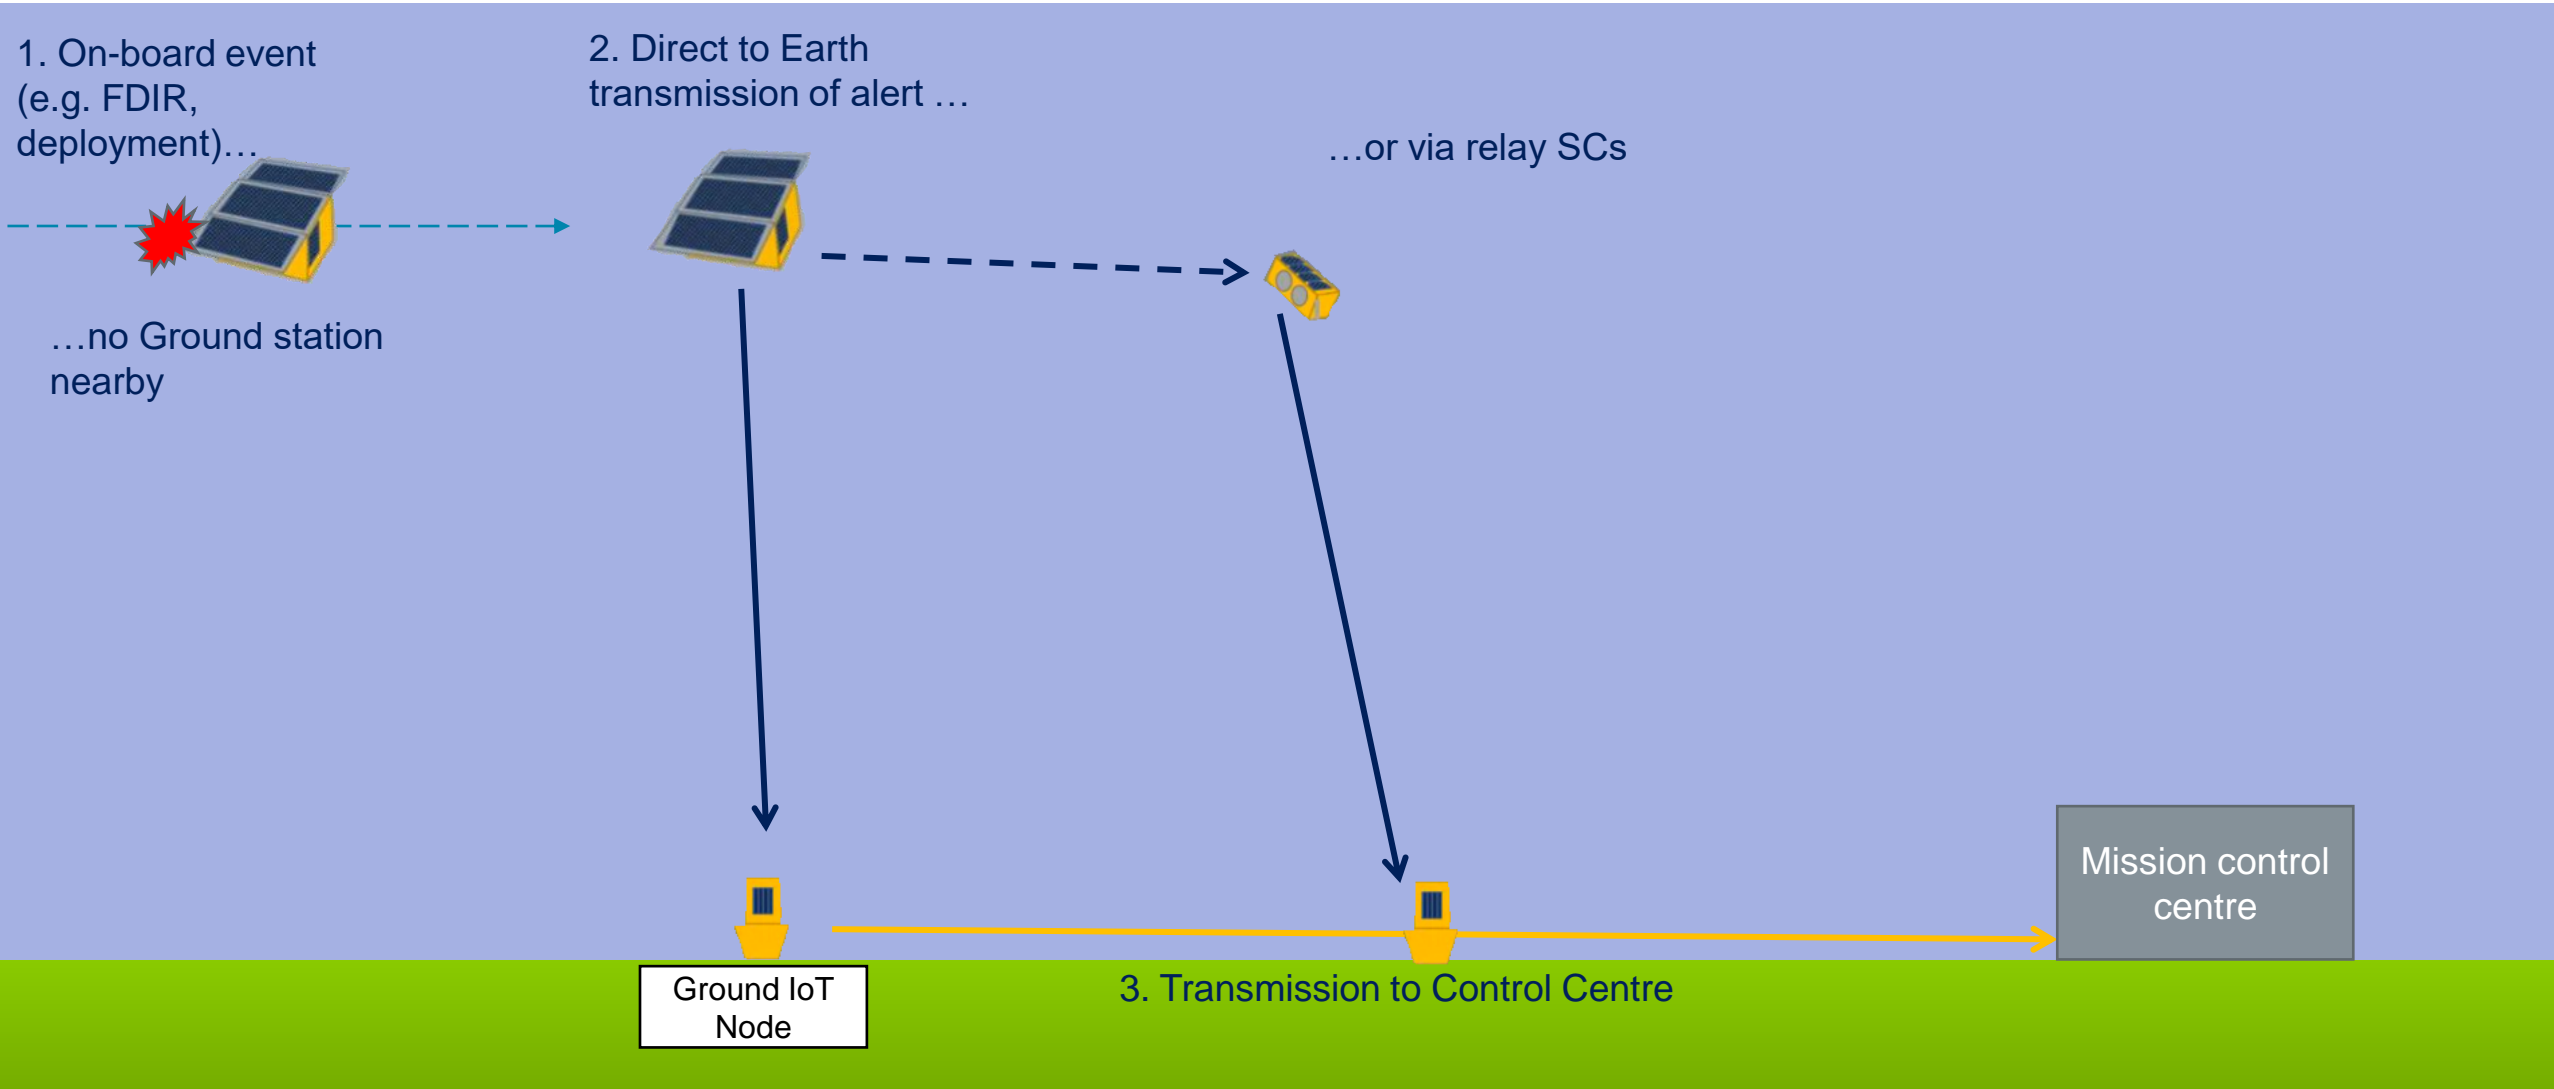 1. On-board event
(e.g. FDIR,
deployment)…
…no Ground station
nearby
2. Direct to Earth
transmission of alert …
…or via relay SCs
Mission control
centre
Ground IoT
Node
3. Transmission to Control Centre